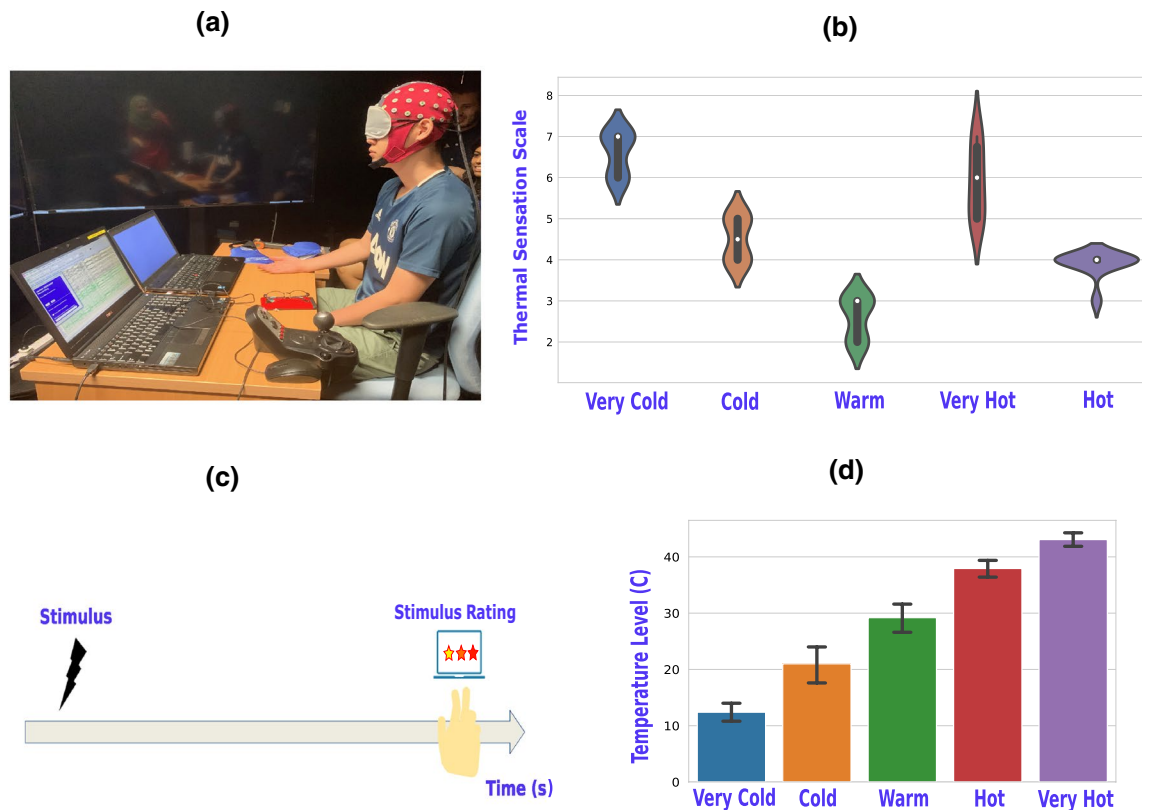 (a)
(b)
Thermal Sensation Scale
8
7
6
5
4
3
2
Very Cold
Cold
Warm
Very Hot
Hot
(c)
Stimulus
Stimulus Rating
Time (s)
(d)
Temperature Level (C)
40
30
20
10
0
Very Cold
Cold
Warm
Hot
Very Hot